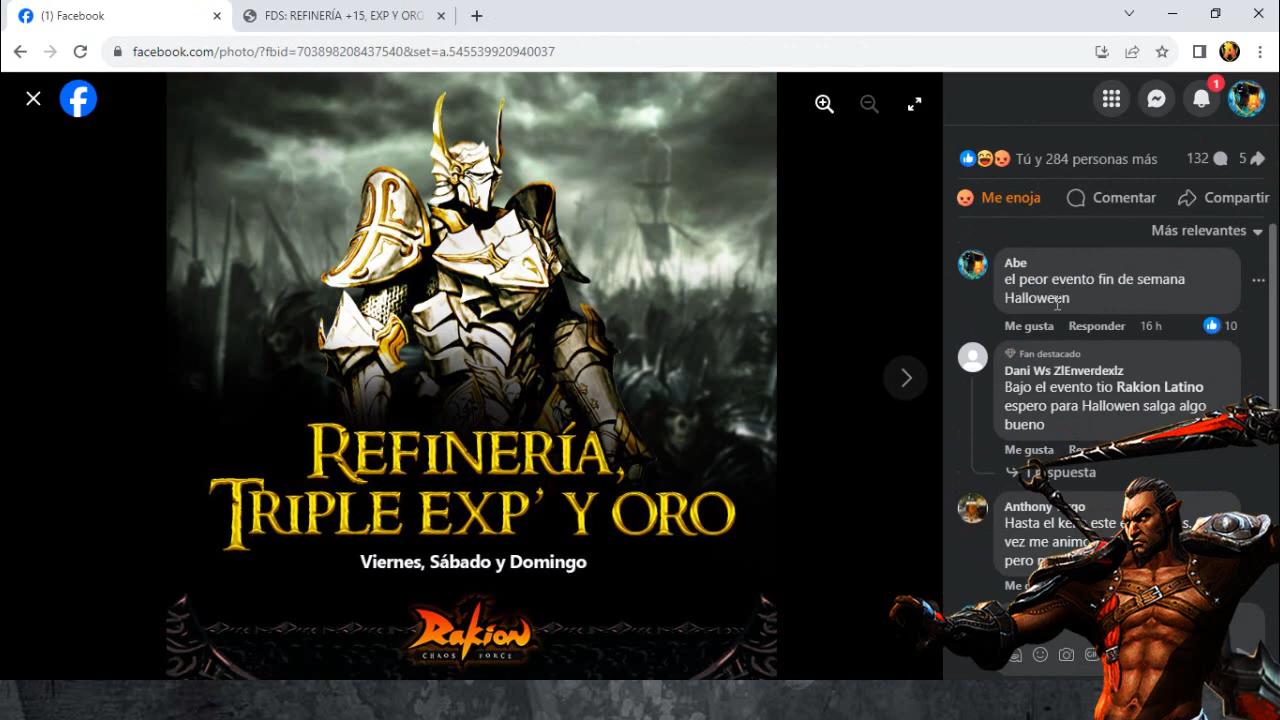 (1) Facebook
FDS: REFINERÍA +15, EXP Y ORO
facebook.com/photo/?fbid=703898208437540&set=a.545539920940037
1
Tú y 284 personas más 132 5
Me enoja Comentar Compartir
Más relevantes
Abe
el peor evento fin de semana
Halloween
Me gusta Responder 16 h 10
Fan destacado
Dani Ws ZlEnverdexlz
Bajo el evento tio Rakion Latino
espero para Hallowen salga algo
bueno
Me gusta
Anthony
Hasta el este
vez me animo
REFINERÍA,
TRIPLE EXP' Y ORO
Viernes, Sábado y Domingo
Rakion
CHAOS FORCE